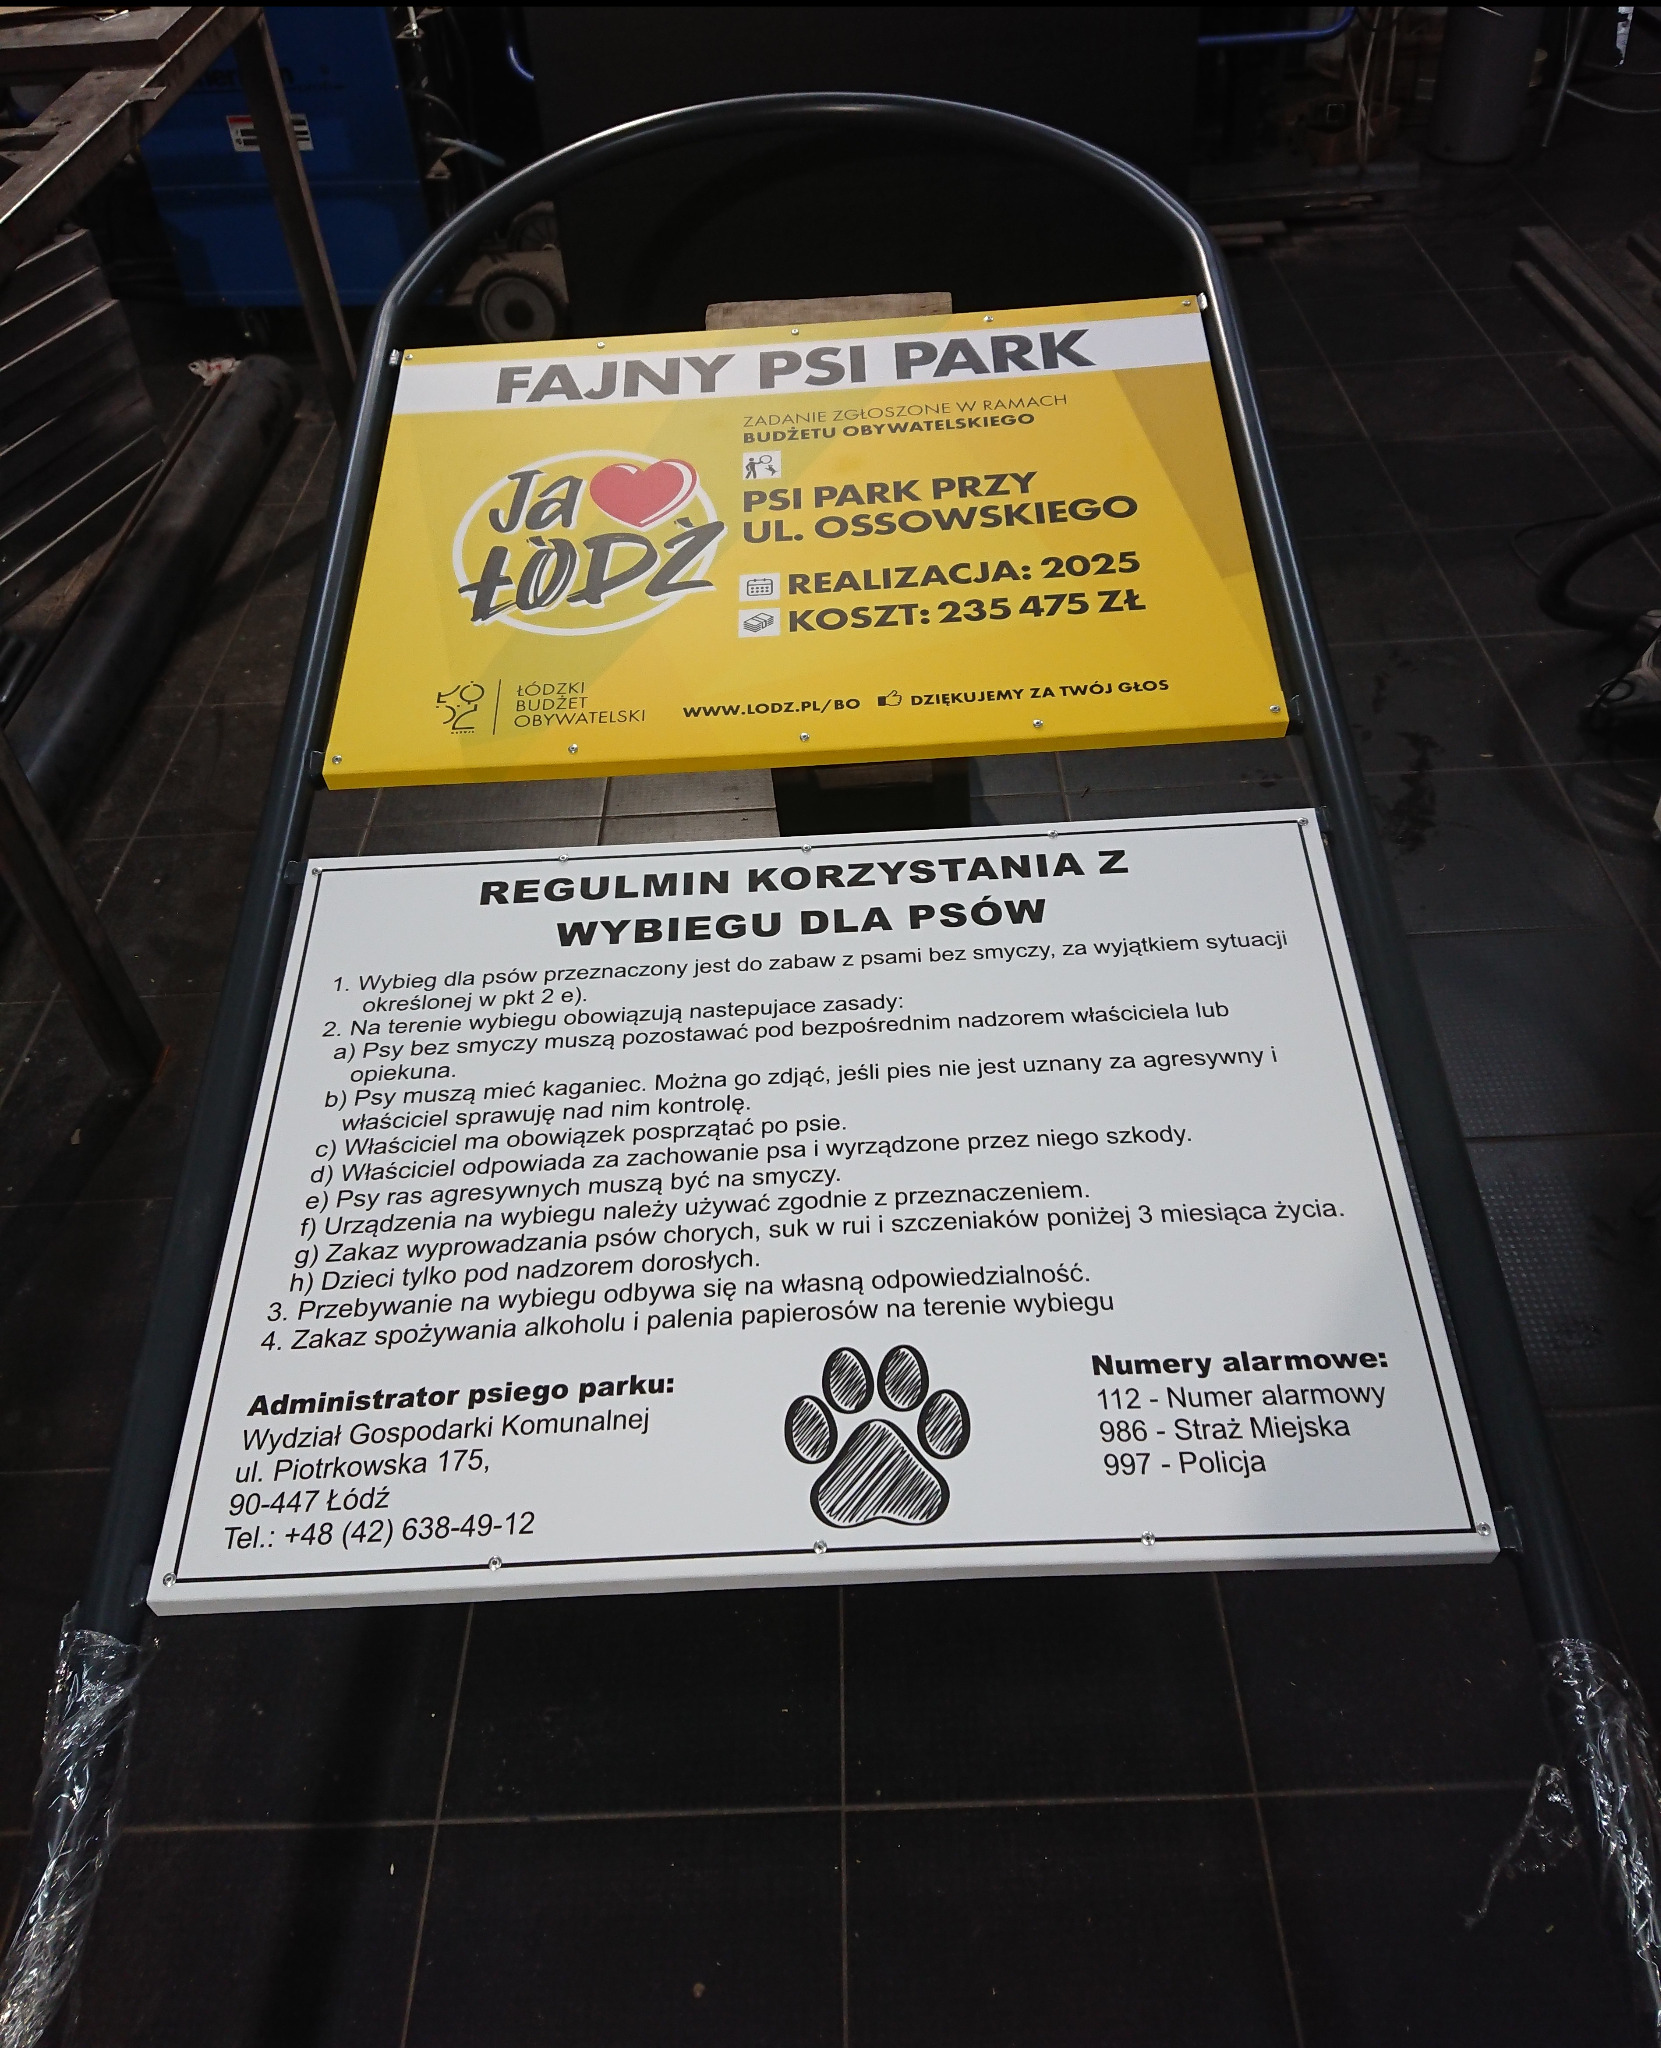 FAJNY PSI PARK
ZADANIE ZGŁOSZONE W RAMACH
BUDŻETU OBYWATELSKIEGO
Ja
ŁÓDŹ
PSI PARK PRZY
UL. OSSOWSKIEGO
REALIZACJA: 2025
KOSZT: 235 475 ZŁ
ŁÓDZKI
BUDŻET
OBYWATELSKI
WWW.LODZ.PL/BO
DZIĘKUJEMY ZA TWÓJ GŁOS
REGULMIN KORZYSTANIA Z
WYBIEGU DLA PSÓW
1. Wybieg dla psów przeznaczony jest do zabaw z psami bez smyczy, za wyjątkiem sytuacji
określonej w pkt 2 e).
2. Na terenie wybiegu obowiązują nastepujace zasady:
a) Psy bez smyczy muszą pozostawać pod bezpośrednim nadzorem właściciela lub
opiekuna.
b) Psy muszą mieć kaganiec. Można go zdjąć, jeśli pies nie jest uznany za agresywny i
właściciel sprawuję nad nim kontrolę.
c) Właściciel ma obowiązek posprzątać po psie.
d) Właściciel odpowiada za zachowanie psa i wyrządzone przez niego szkody.
e) Psy ras agresywnych muszą być na smyczy.
f) Urządzenia na wybiegu należy używać zgodnie z przeznaczeniem.
g) Zakaz wyprowadzania psów chorych, suk w rui i szczeniaków poniżej 3 miesiąca życia.
h) Dzieci tylko pod nadzorem dorosłych.
3. Przebywanie na wybiegu odbywa się na własną odpowiedzialność.
4. Zakaz spożywania alkoholu i palenia papierosów na terenie wybiegu
Administrator psiego parku:
Wydział Gospodarki Komunalnej
ul. Piotrkowska 175,
90-447 Łódź
Tel.: +48 (42) 638-49-12
Numery alarmowe:
112 - Numer alarmowy
986 - Straż Miejska
997 - Policja